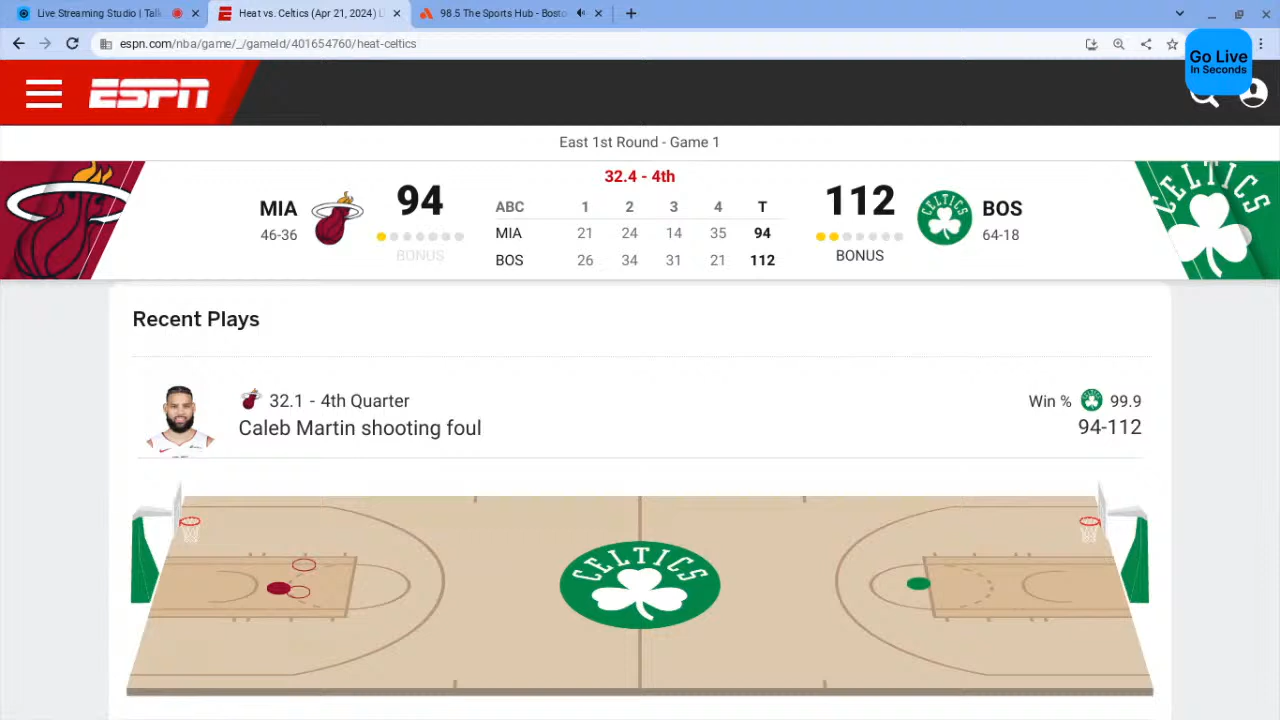 Live Streaming Studio | Talk
Heat vs. Celtics (Apr 21, 2024) L
98.5 The Sports Hub - Bosto
espn.com/nba/game/_/gameId/401654760/heat-celtics
Go Live
in Seconds
ESPN
East 1st Round - Game 1
32.4 - 4th
MIA
46-36
94
BONUS
ABC 1 2 3 4 T
MIA 21 24 14 35 94
BOS 26 34 31 21 112
112
BONUS
BOS
64-18
CELTICS
CELTICS
Recent Plays
32.1 - 4th Quarter
Caleb Martin shooting foul
Win % 99.9
94-112
CELTICS